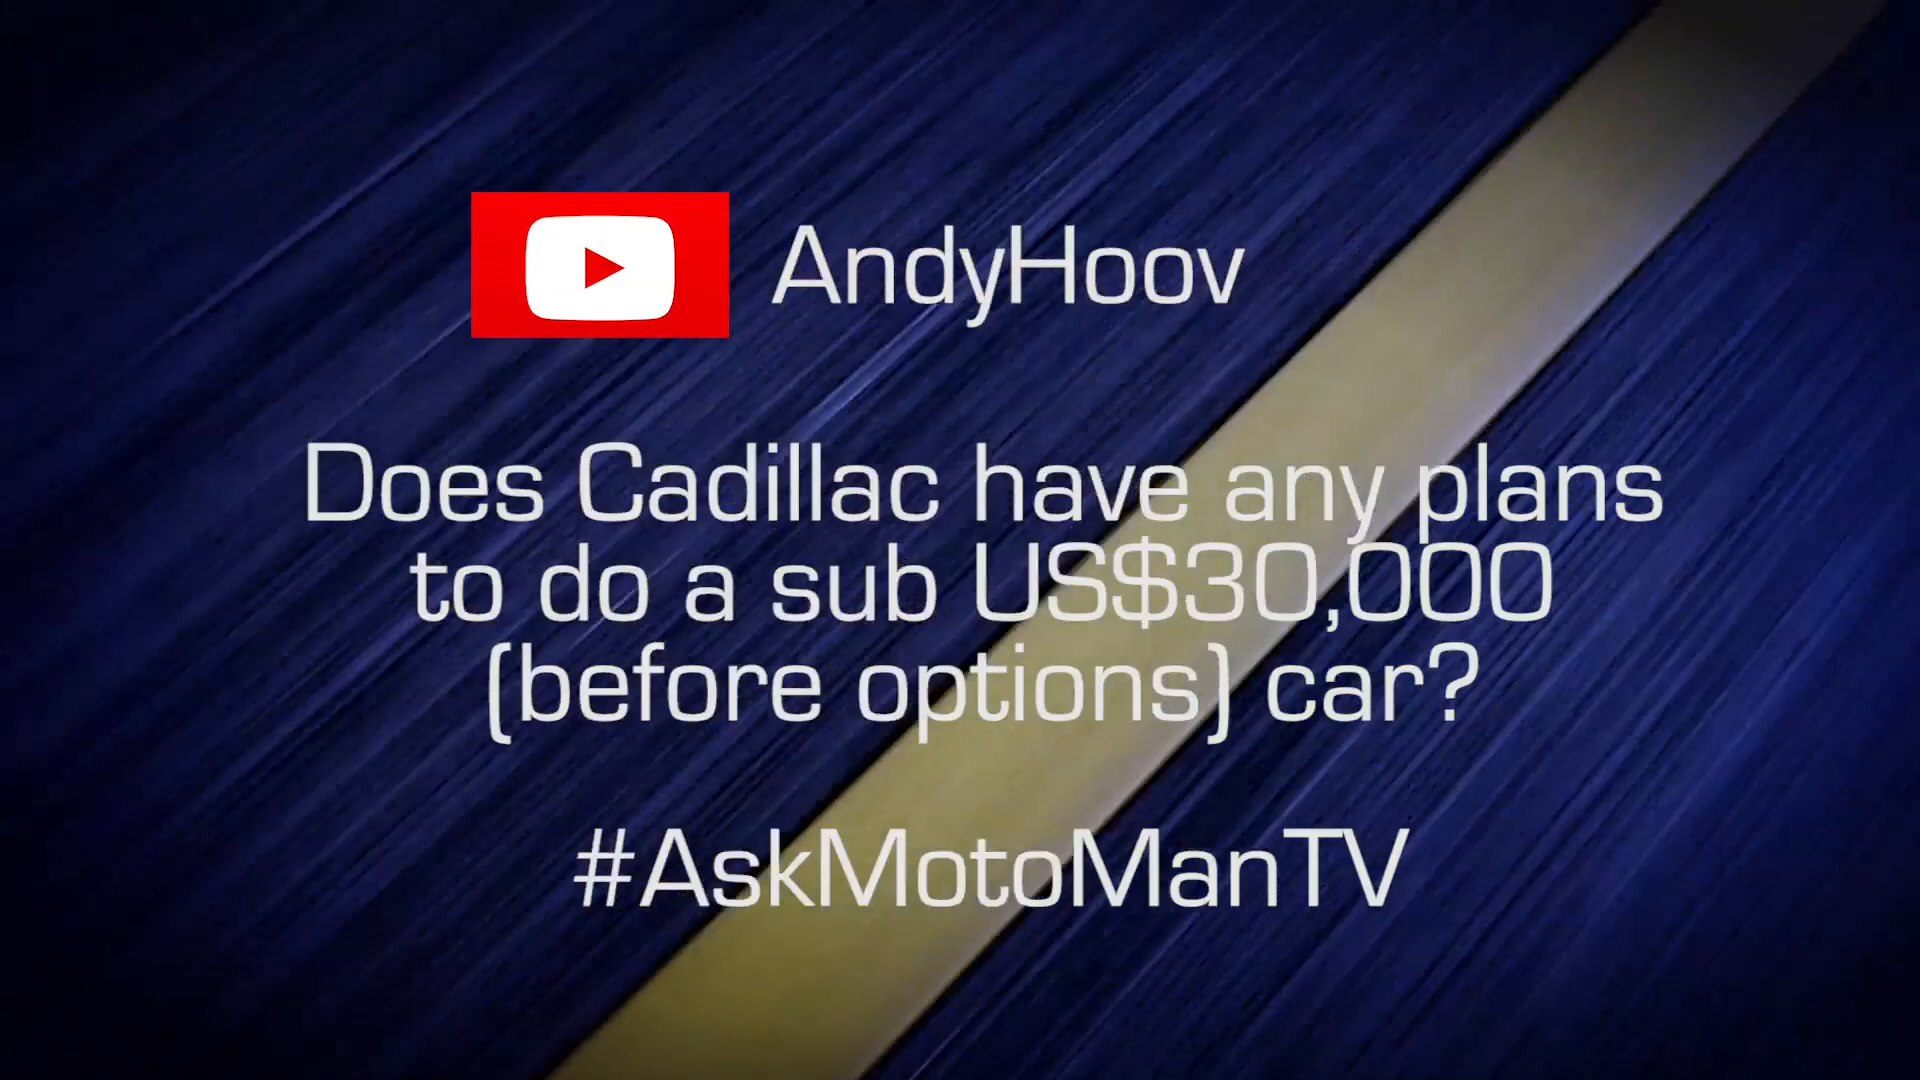 AndyHoov
Does Cadillac have any plans
to do a sub US$30,000
(before options) car?
#AskMotoManTV